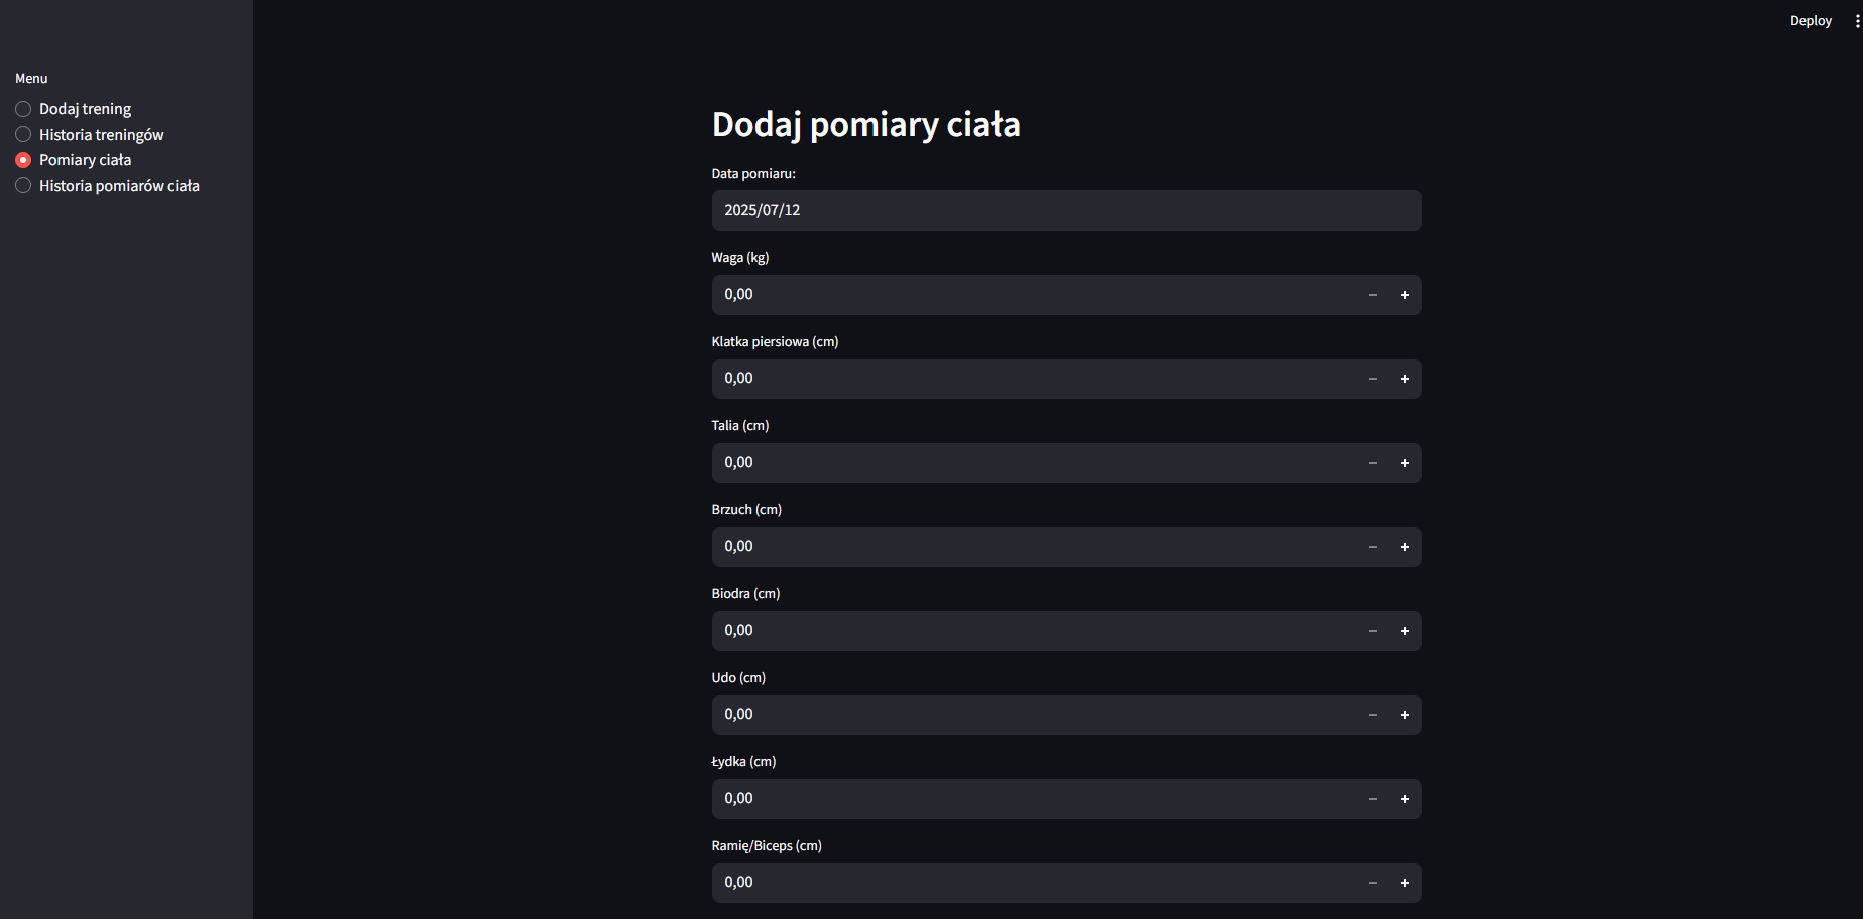 Deploy
Menu
Dodaj trening
Historia treningów
Pomiary ciała
Historia pomiarów ciała
Dodaj pomiary ciała
Data pomiaru:
2025/07/12
Waga (kg)
0,00
Klatka piersiowa (cm)
0,00
Talia (cm)
0,00
Brzuch (cm)
0,00
Biodra (cm)
0,00
Udo (cm)
0,00
Łydka (cm)
0,00
Ramię/Biceps (cm)
0,00